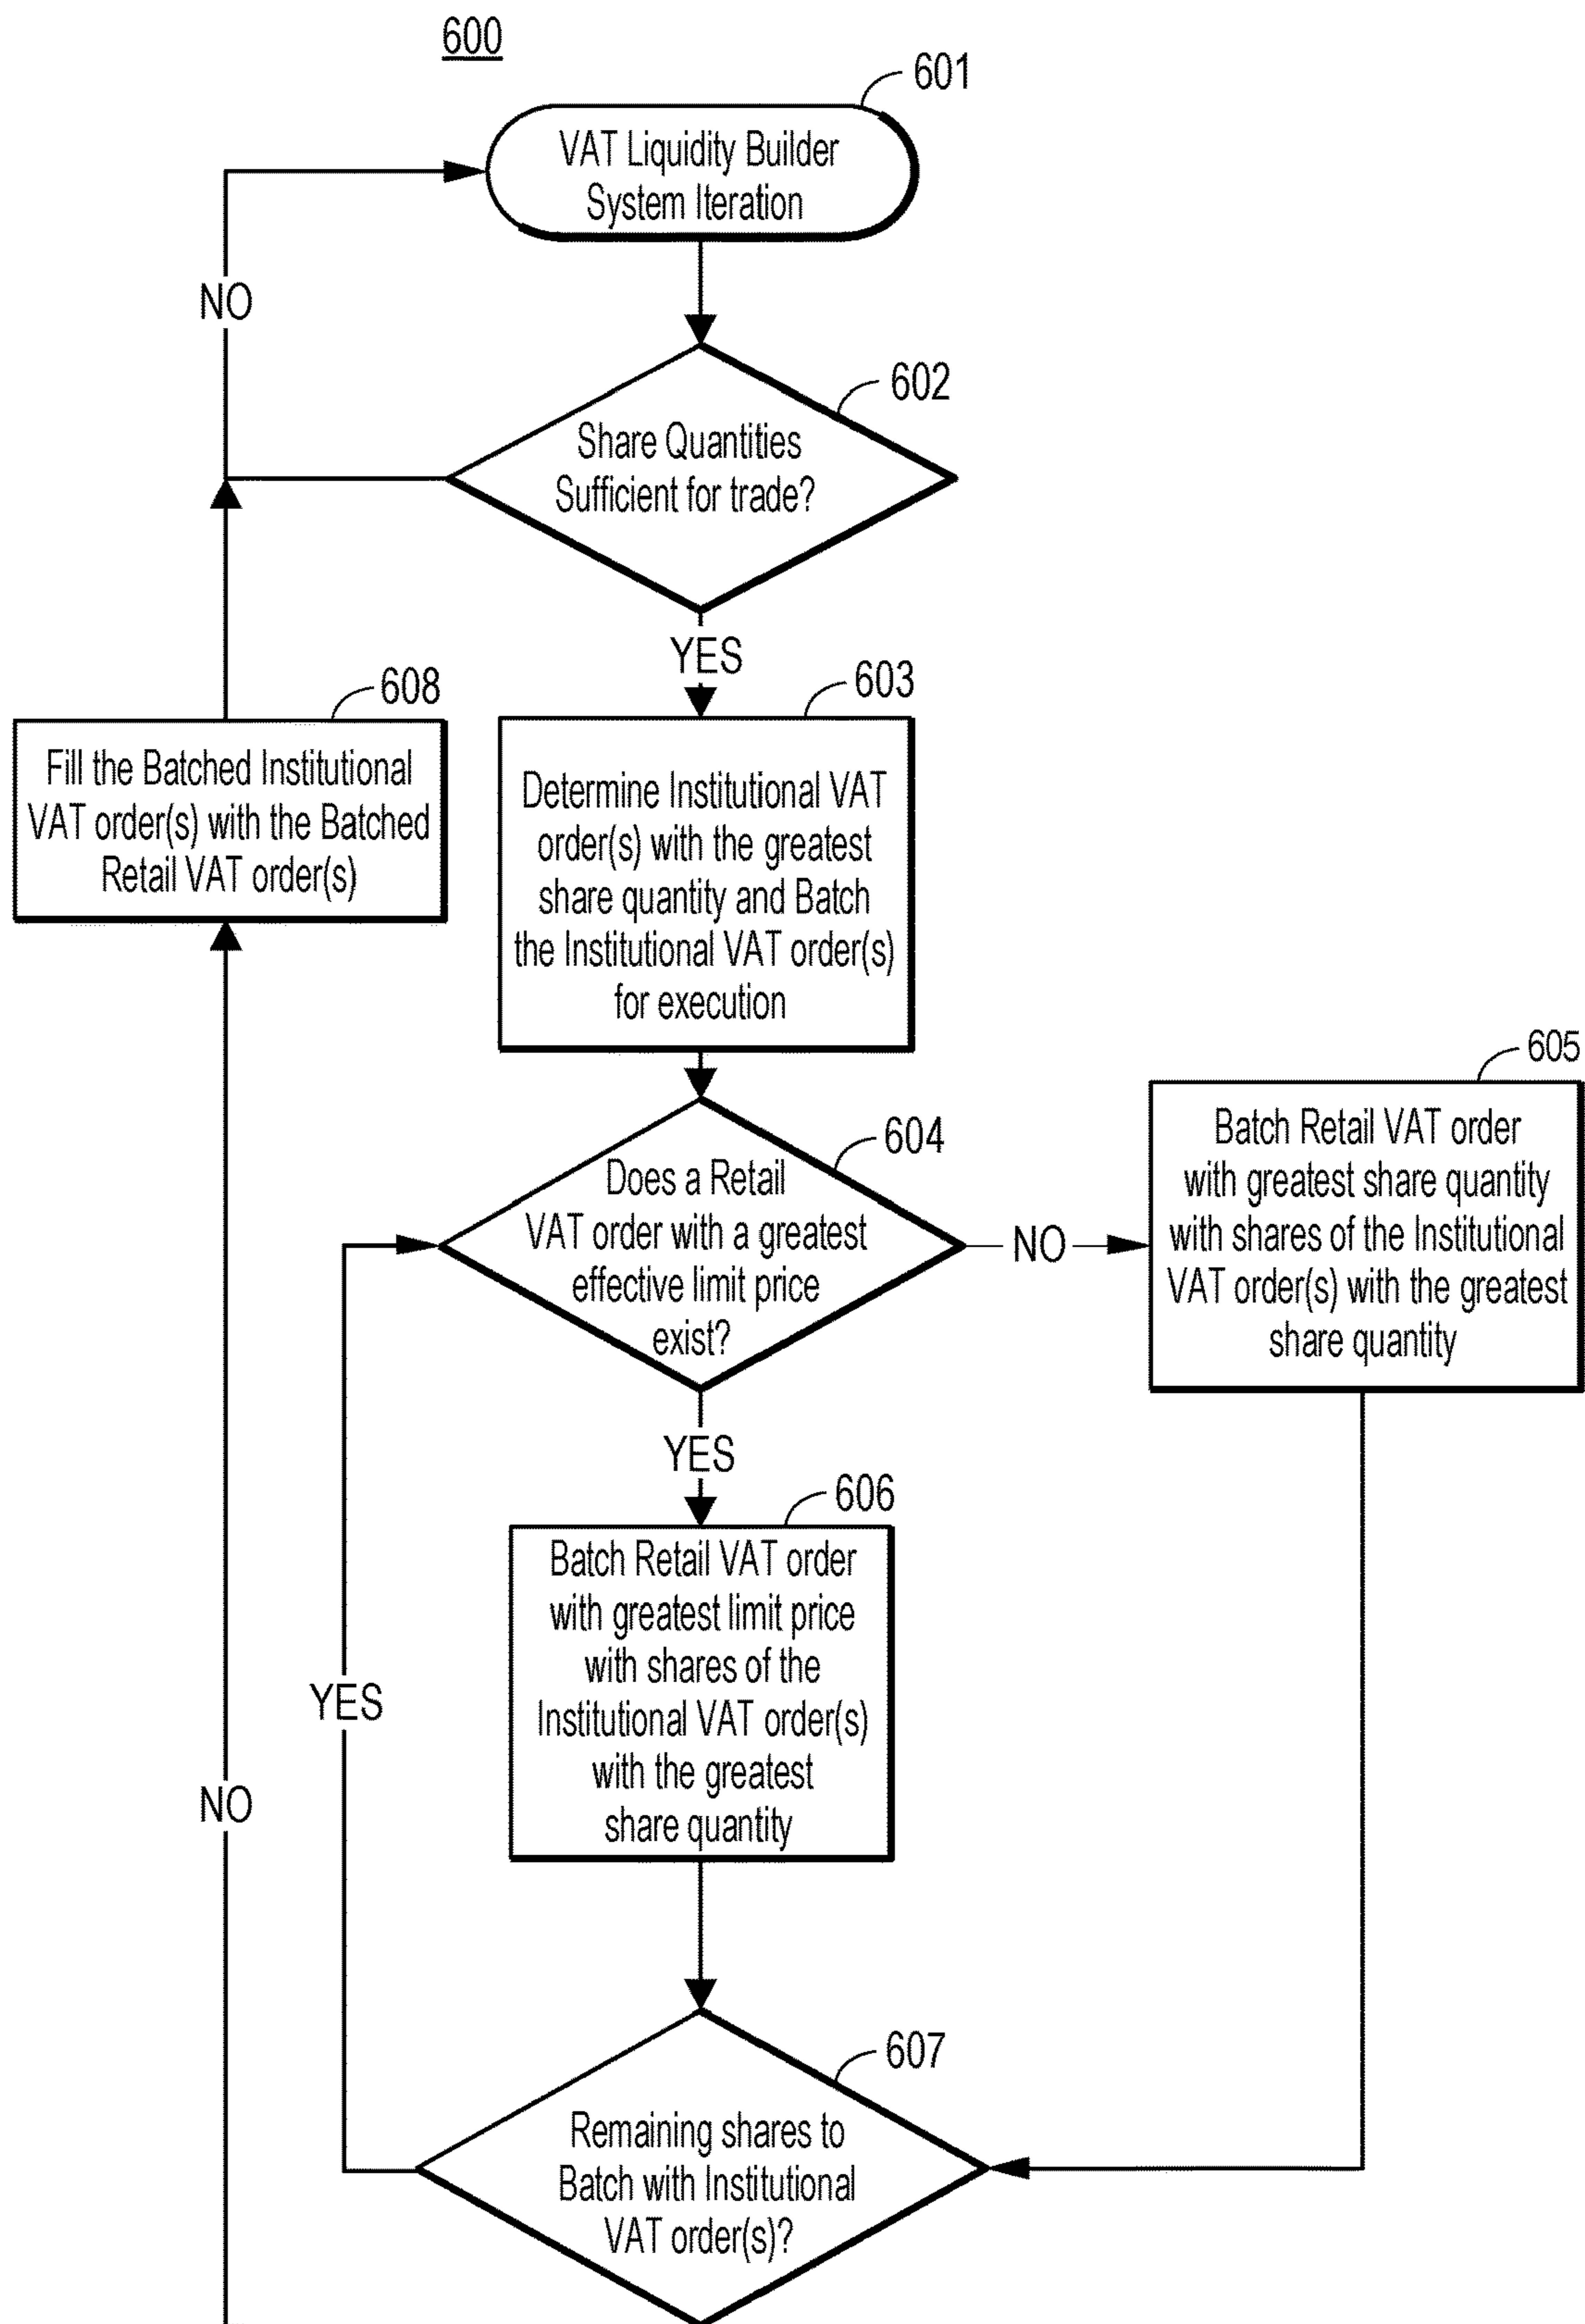 600
601
VAT Liquidity Builder
System Iteration
NO
602
Share Quantities
Sufficient for trade?
YES
608
Fill the Batched Institutional
VAT order(s) with the Batched
Retail VAT order(s)
603
Determine Institutional VAT
order(s) with the greatest
share quantity and Batch
the Institutional VAT order(s)
for execution
604
Does a Retail
VAT order with a greatest
effective limit price
exist?
NO
605
Batch Retail VAT order
with greatest share quantity
with shares of the Institutional
VAT order(s) with the greatest
share quantity
YES
606
Batch Retail VAT order
with greatest limit price
with shares of the
Institutional VAT order(s)
with the greatest
share quantity
YES
NO
607
Remaining shares to
Batch with Institutional
VAT order(s)?